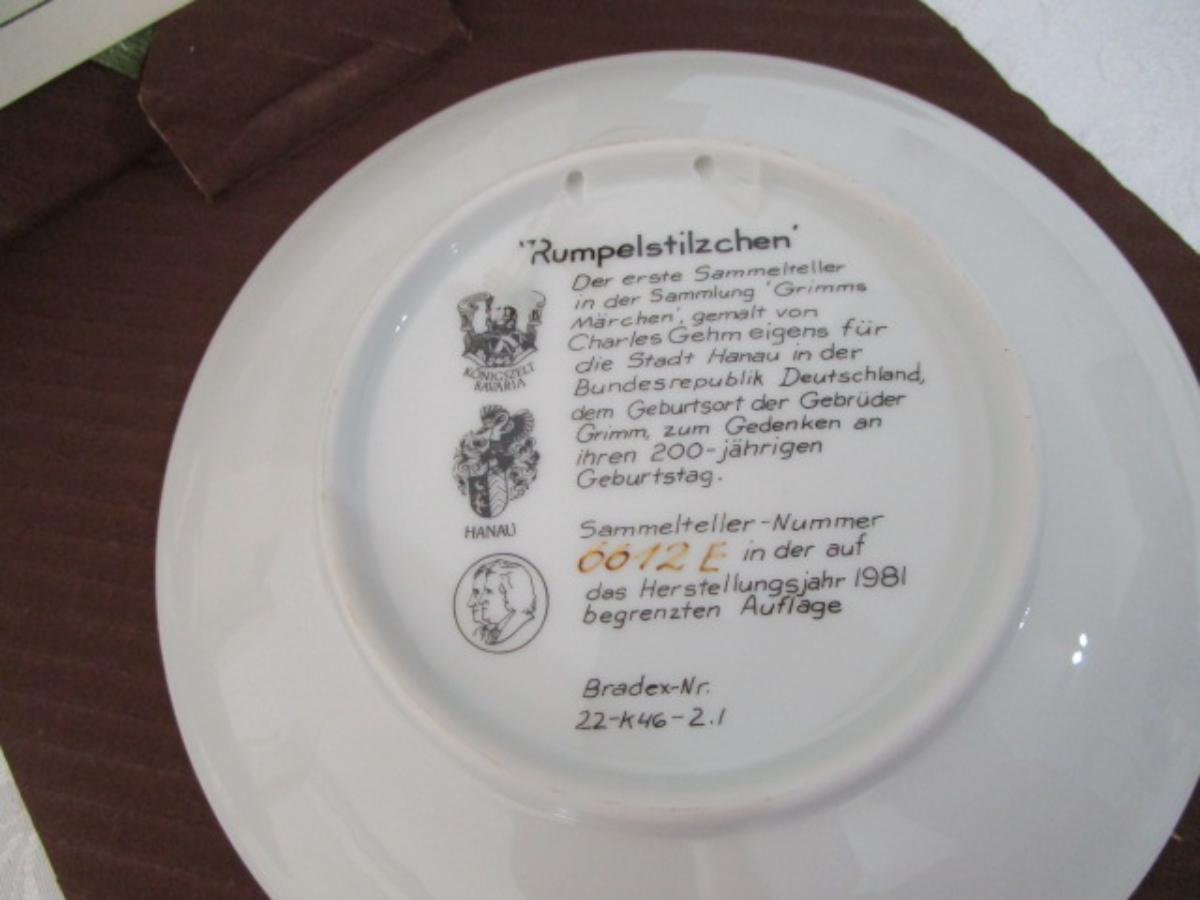 'Rumpelstilzchen'
Der erste Sammelteller
in der Sammlung 'Grimms
Märchen', gemalt von
Charles Gehm eigens für
die Stadt Hanau in der
Bundesrepublik Deutschland,
dem Geburtsort der Gebrüder
Grimm, zum Gedenken an
ihren 200-jährigen
Geburtstag.
KÖNIGSZELT
BAVARIA
HANAU
Sammelteller-Nummer
6612 E in der auf
das Herstellungsjahr 1981
begrenzten Auflage
Bradex-Nr.
22-K46-2.1